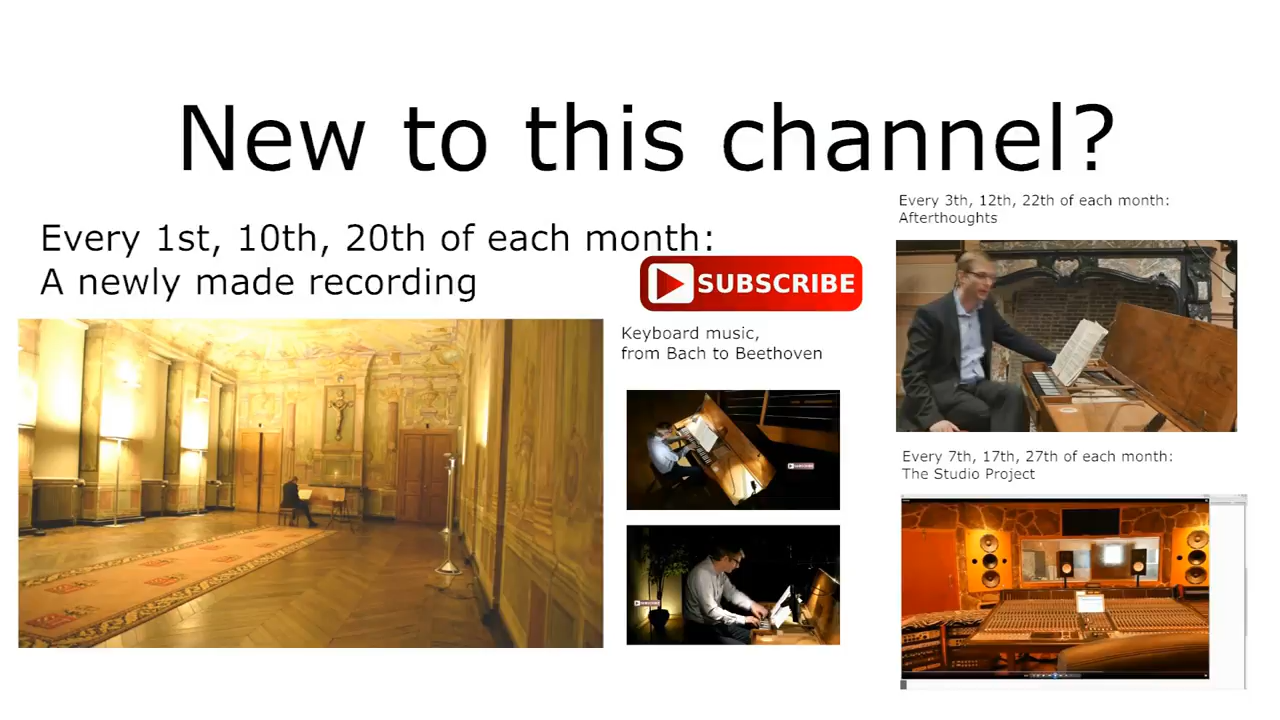 New to this channel?
Every 1st, 10th, 20th of each month:
A newly made recording
SUBSCRIBE
Keyboard music,
from Bach to Beethoven
Every 3th, 12th, 22th of each month:
Afterthoughts
Every 7th, 17th, 27th of each month:
The Studio Project
SUBSCRIBE
SUBSCRIBE